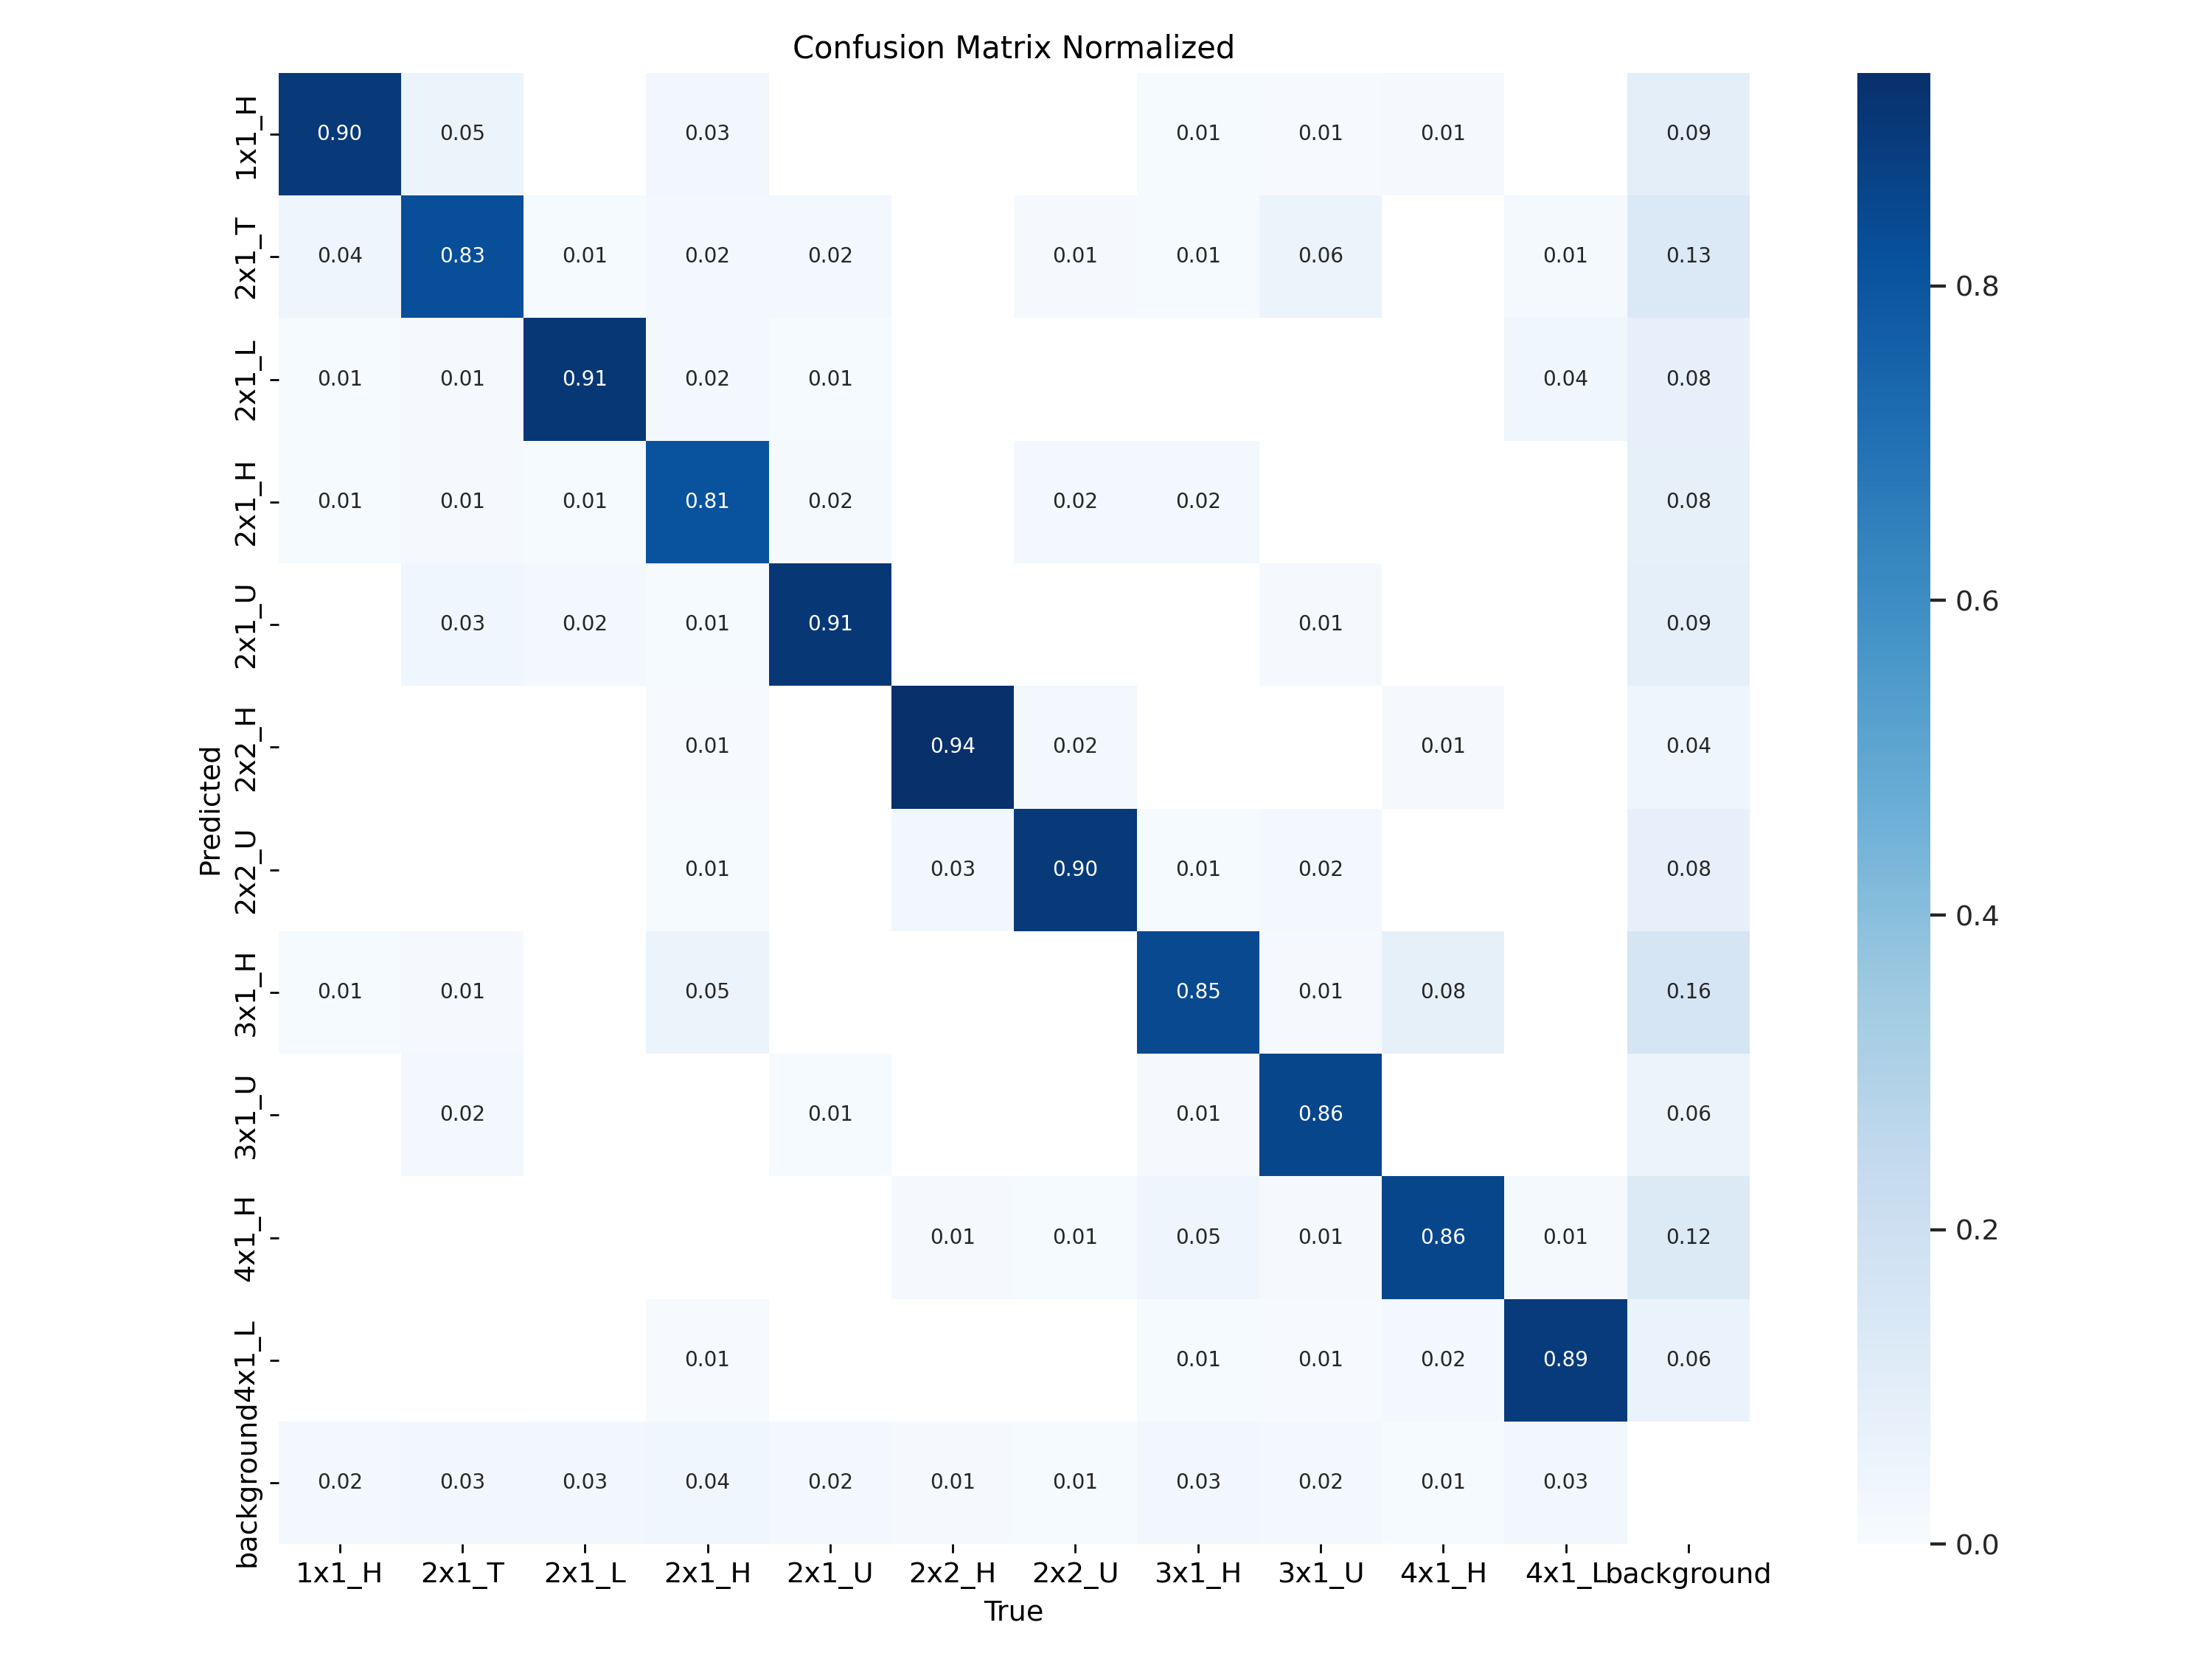 Confusion Matrix Normalized
1x1_H 0.90 0.05 0.03 0.01 0.01 0.01 0.09
2x1_T 0.04 0.83 0.01 0.02 0.02 0.01 0.01 0.06 0.01 0.13
2x1_L 0.01 0.01 0.91 0.02 0.01 0.04 0.08
2x1_H 0.01 0.01 0.01 0.81 0.02 0.02 0.02 0.08
2x1_U 0.03 0.02 0.01 0.91 0.01 0.09
2x2_H 0.01 0.94 0.02 0.01 0.04
2x2_U 0.01 0.03 0.90 0.01 0.02 0.08
3x1_H 0.01 0.01 0.05 0.85 0.01 0.08 0.16
3x1_U 0.02 0.01 0.01 0.86 0.06
4x1_H 0.01 0.01 0.05 0.01 0.86 0.01 0.12
4x1_L 0.01 0.01 0.01 0.02 0.89 0.06
background 0.02 0.03 0.03 0.04 0.02 0.01 0.01 0.03 0.02 0.01 0.03
1x1_H 2x1_T 2x1_L 2x1_H 2x1_U 2x2_H 2x2_U 3x1_H 3x1_U 4x1_H 4x1_L background
True
Predicted
0.8
0.6
0.4
0.2
0.0